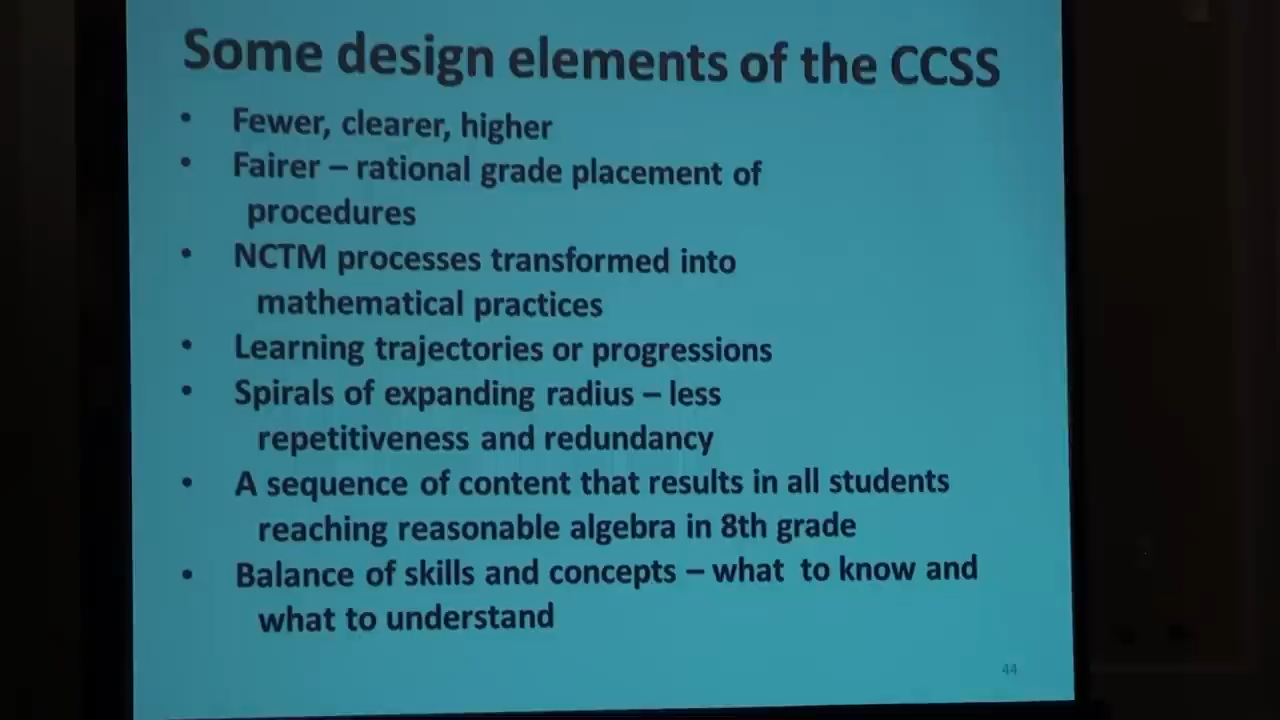 Some design elements of the CCSS
• Fewer, clearer, higher
• Fairer – rational grade placement of
procedures
• NCTM processes transformed into
mathematical practices
• Learning trajectories or progressions
• Spirals of expanding radius – less
repetitiveness and redundancy
• A sequence of content that results in all students
reaching reasonable algebra in 8th grade
• Balance of skills and concepts – what to know and
what to understand
44